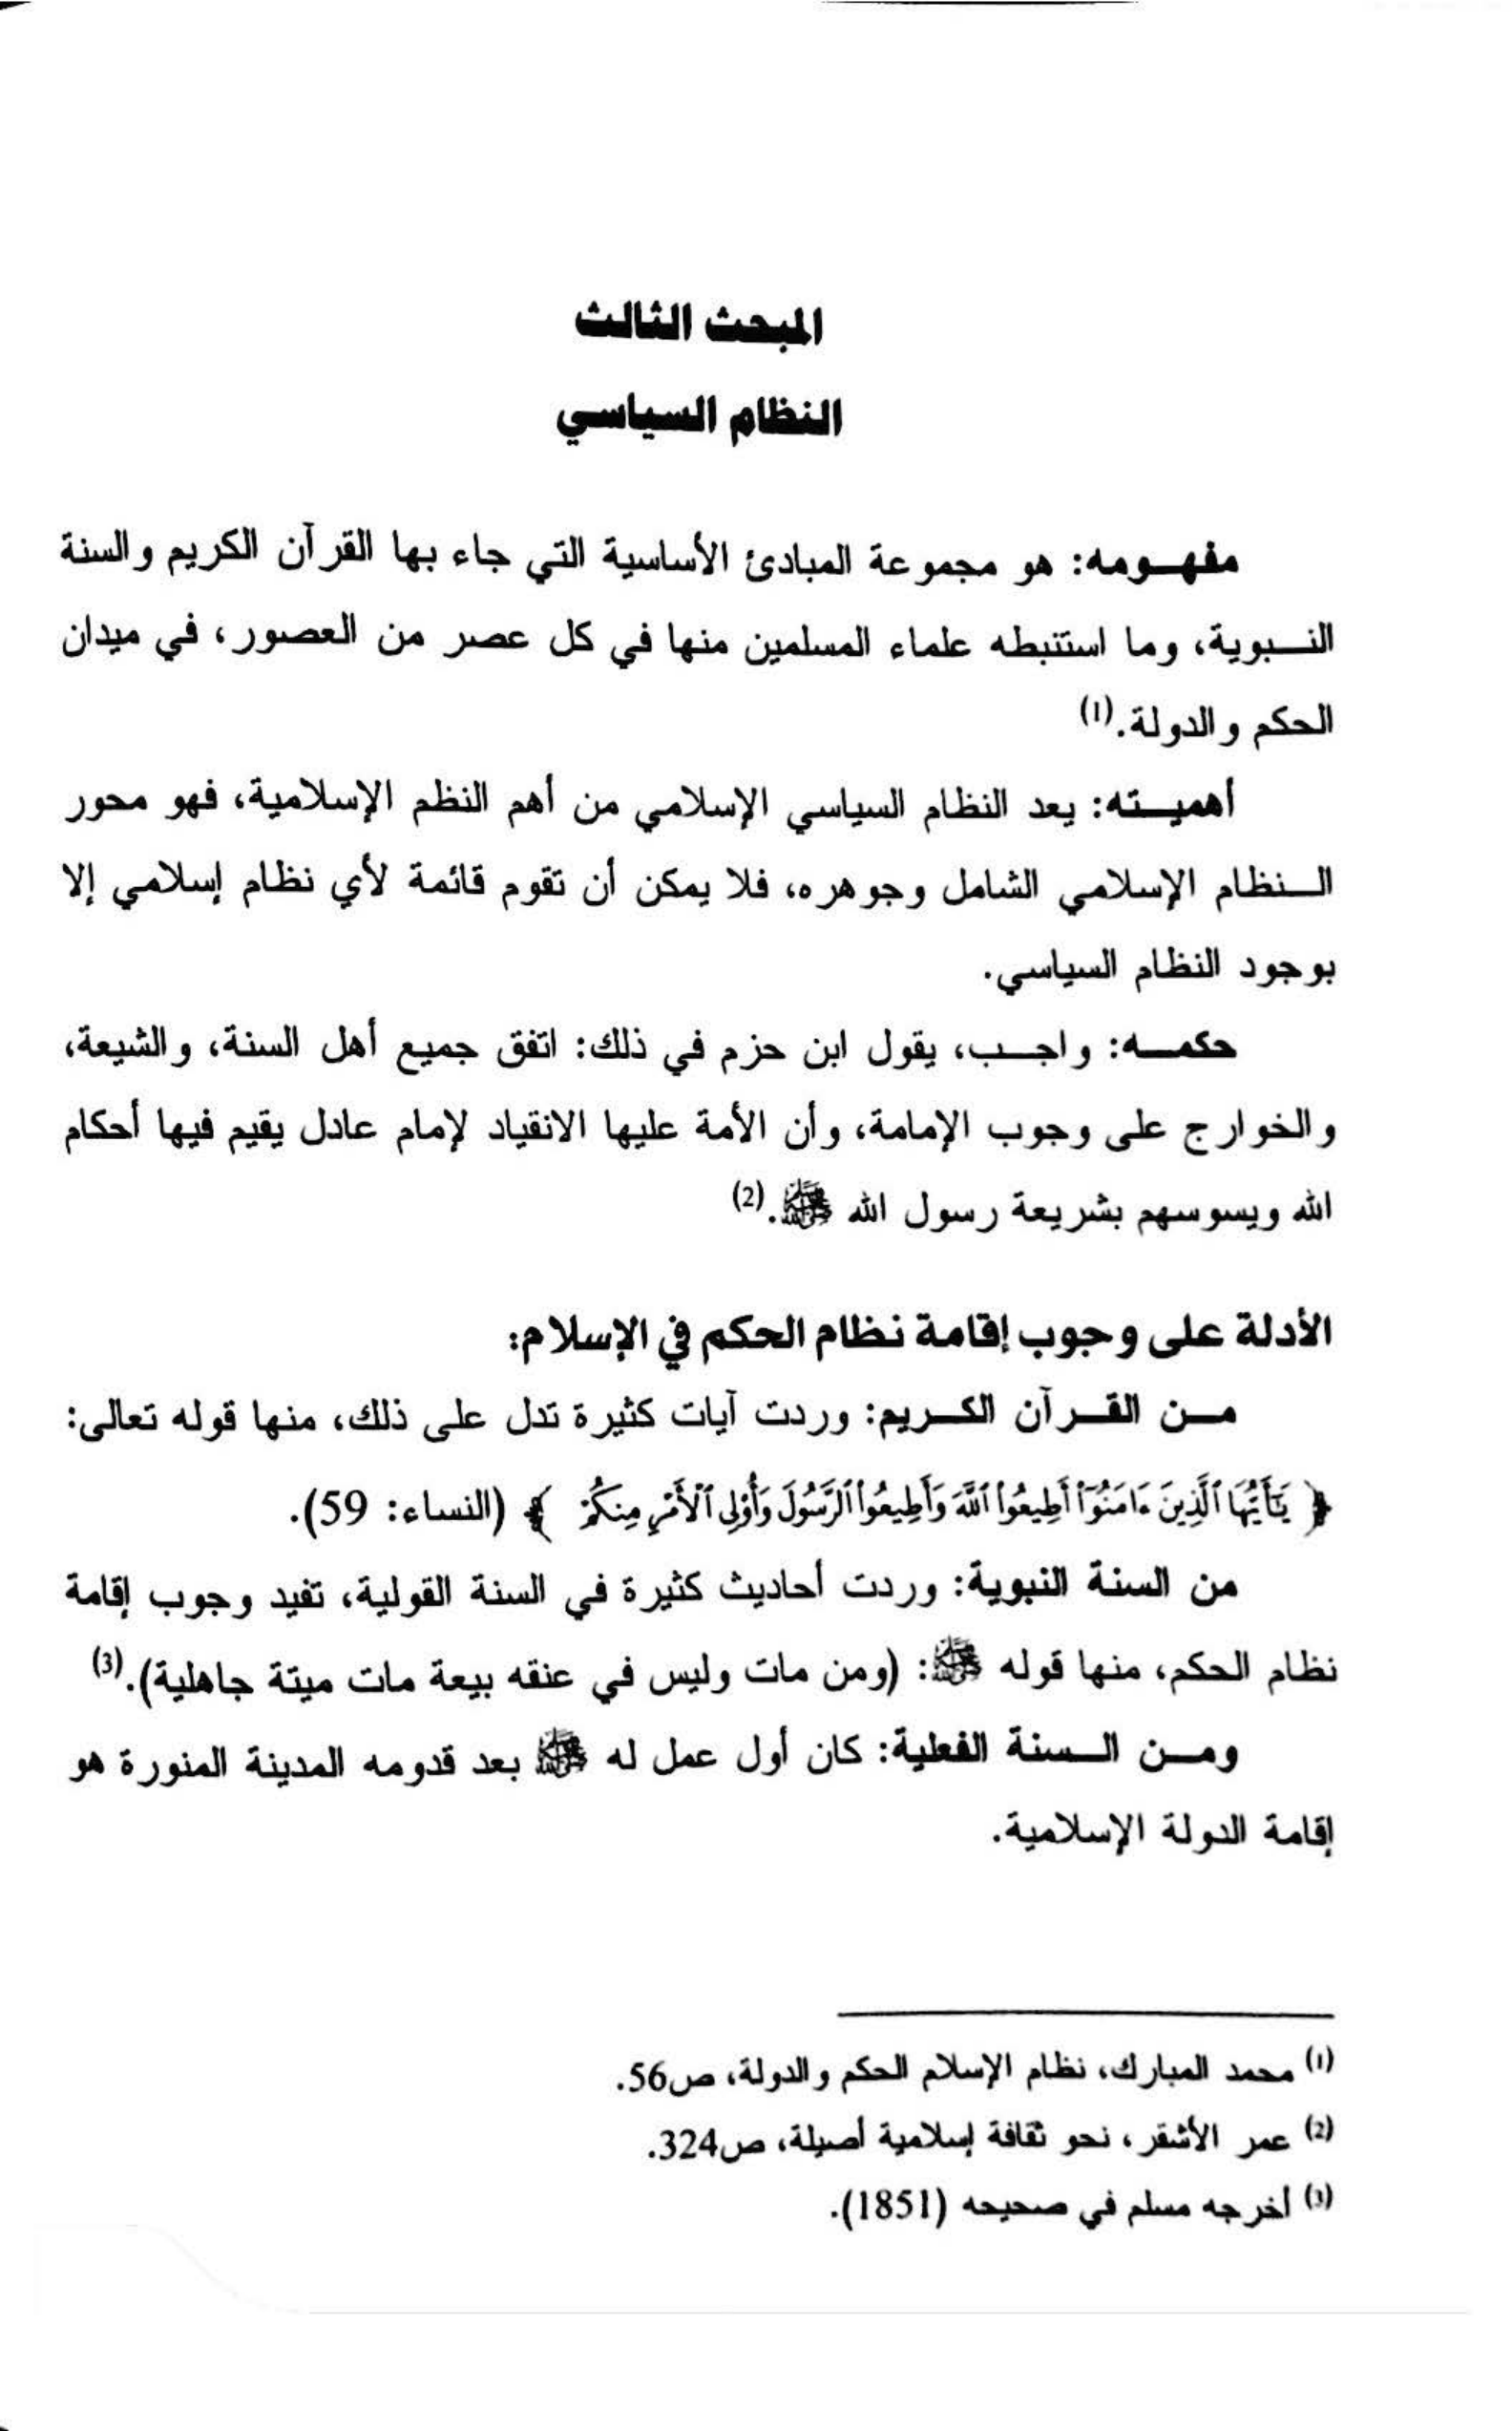 المبحث الثالث
النظام السياسي
مفهومه: هو مجموعة المبادئ الأساسية التي جاء بها القرآن الكريم والسنة
النبوية، وما استنبطه علماء المسلمين منها في كل عصر من العصور، في ميدان
الحكم والدولة.(1)
أهميته: يعد النظام السياسي الإسلامي من أهم النظم الإسلامية، فهو محور
النظام الإسلامي الشامل وجوهره، فلا يمكن أن تقوم قائمة لأي نظام إسلامي إلا
بوجود النظام السياسي.
حكمه: واجب، يقول ابن حزم في ذلك: اتفق جميع أهل السنة، والشيعة،
والخوارج على وجوب الإمامة، وأن الأمة عليها الانقياد لإمام عادل يقيم فيها أحكام
الله ويسوسهم بشريعة رسول الله ﷺ.(2)
الأدلة على وجوب إقامة نظام الحكم في الإسلام:
من القرآن الكريم: وردت آيات كثيرة تدل على ذلك، منها قوله تعالى:
﴿ يَٰٓأَيُّهَا ٱلَّذِينَ ءَامَنُوٓا۟ أَطِيعُوا۟ ٱللَّهَ وَأَطِيعُوا۟ ٱلرَّسُولَ وَأُو۟لِى ٱلْأَمْرِ مِنكُمْ ﴾ (النساء: 59).
من السنة النبوية: وردت أحاديث كثيرة في السنة القولية، تفيد وجوب إقامة
نظام الحكم، منها قوله ﷺ: (ومن مات وليس في عنقه بيعة مات ميتة جاهلية).(3)
ومن السنة الفعلية: كان أول عمل له ﷺ بعد قدومه المدينة المنورة هو
إقامة الدولة الإسلامية.
(1) محمد المبارك، نظام الإسلام الحكم والدولة، ص56.
(2) عمر الأشقر، نحو ثقافة إسلامية أصيلة، ص324.
(3) أخرجه مسلم في صحيحه (1851).